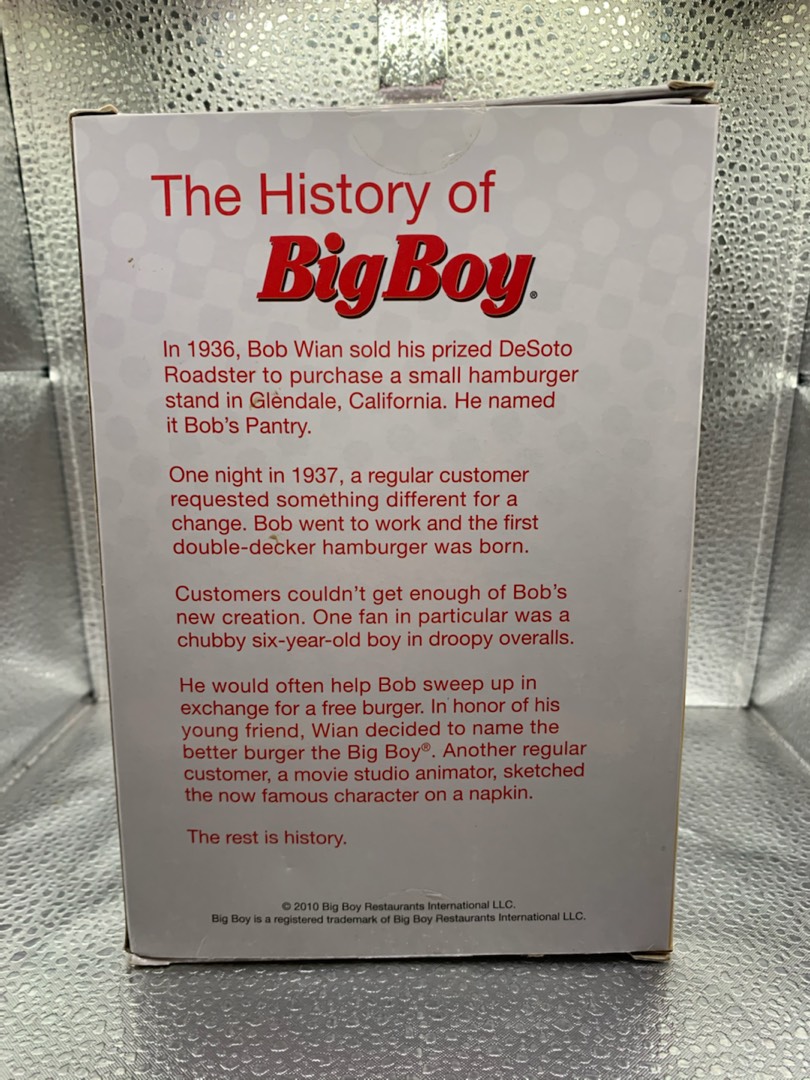 The History of
Big Boy®
In 1936, Bob Wian sold his prized DeSoto
Roadster to purchase a small hamburger
stand in Glendale, California. He named
it Bob's Pantry.
One night in 1937, a regular customer
requested something different for a
change. Bob went to work and the first
double-decker hamburger was born.
Customers couldn't get enough of Bob's
new creation. One fan in particular was a
chubby six-year-old boy in droopy overalls.
He would often help Bob sweep up in
exchange for a free burger. In honor of his
young friend, Wian decided to name the
better burger the Big Boy®. Another regular
customer, a movie studio animator, sketched
the now famous character on a napkin.
The rest is history.
© 2010 Big Boy Restaurants International LLC.
Big Boy is a registered trademark of Big Boy Restaurants International LLC.